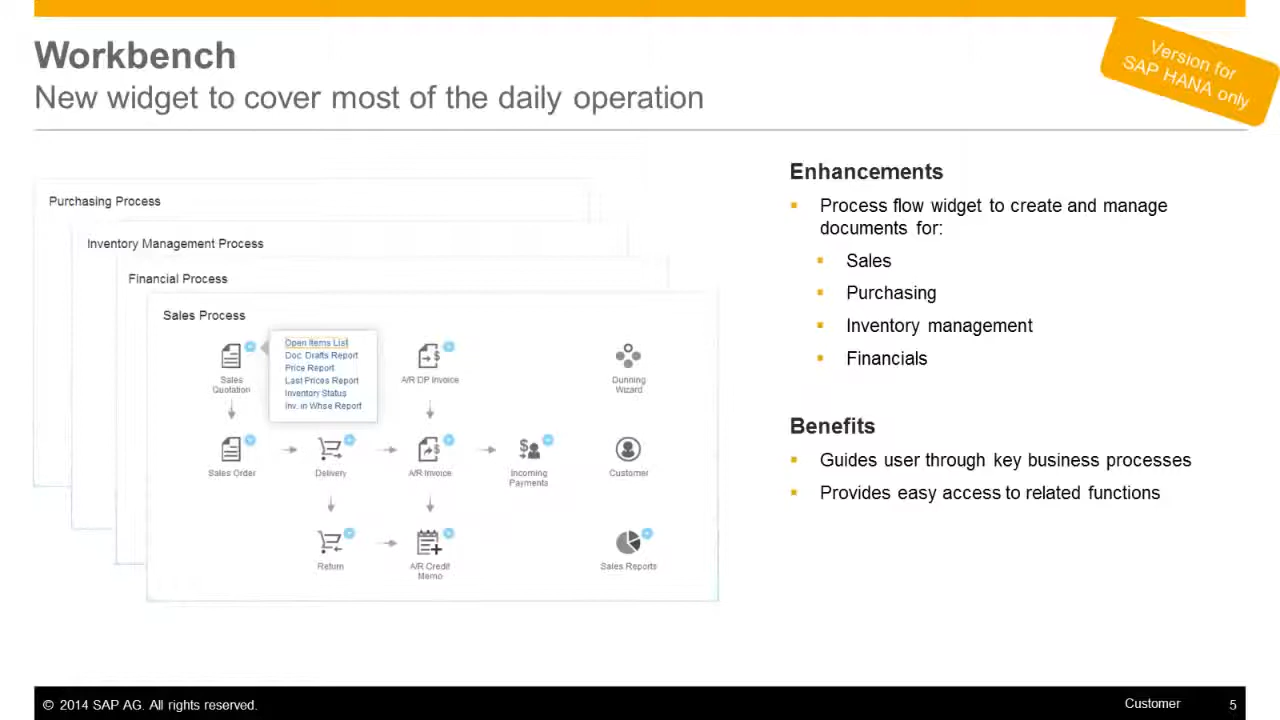 Workbench
New widget to cover most of the daily operation
Version for
SAP HANA only
Purchasing Process
Inventory Management Process
Financial Process
Sales Process
Open Items List
Doc. Drafts Report
Price Report
Last Prices Report
Inventory Status
Inv. in Whse Report
Sales
Quotation
A/R DP Invoice
Dunning
Wizard
Sales Order
Delivery
A/R Invoice
Incoming
Payments
Customer
Return
A/R Credit
Memo
Sales Reports
Enhancements
Process flow widget to create and manage
documents for:
Sales
Purchasing
Inventory management
Financials
Benefits
Guides user through key business processes
Provides easy access to related functions
© 2014 SAP AG. All rights reserved.
Customer
5